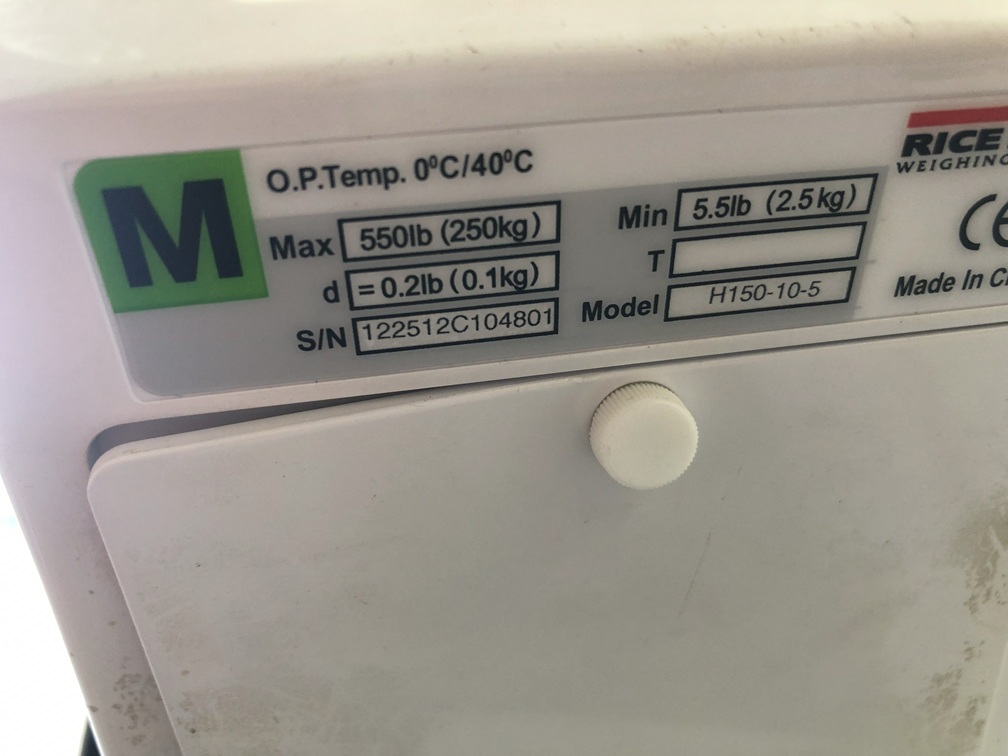 M
O.P.Temp. 0⁰C/40⁰C
Max 550lb (250kg)
d = 0.2lb (0.1kg)
S/N 122512C104801
Min 5.5lb (2.5kg)
T
Model H150-10-5
RICE
WEIGHING
CE
Made In